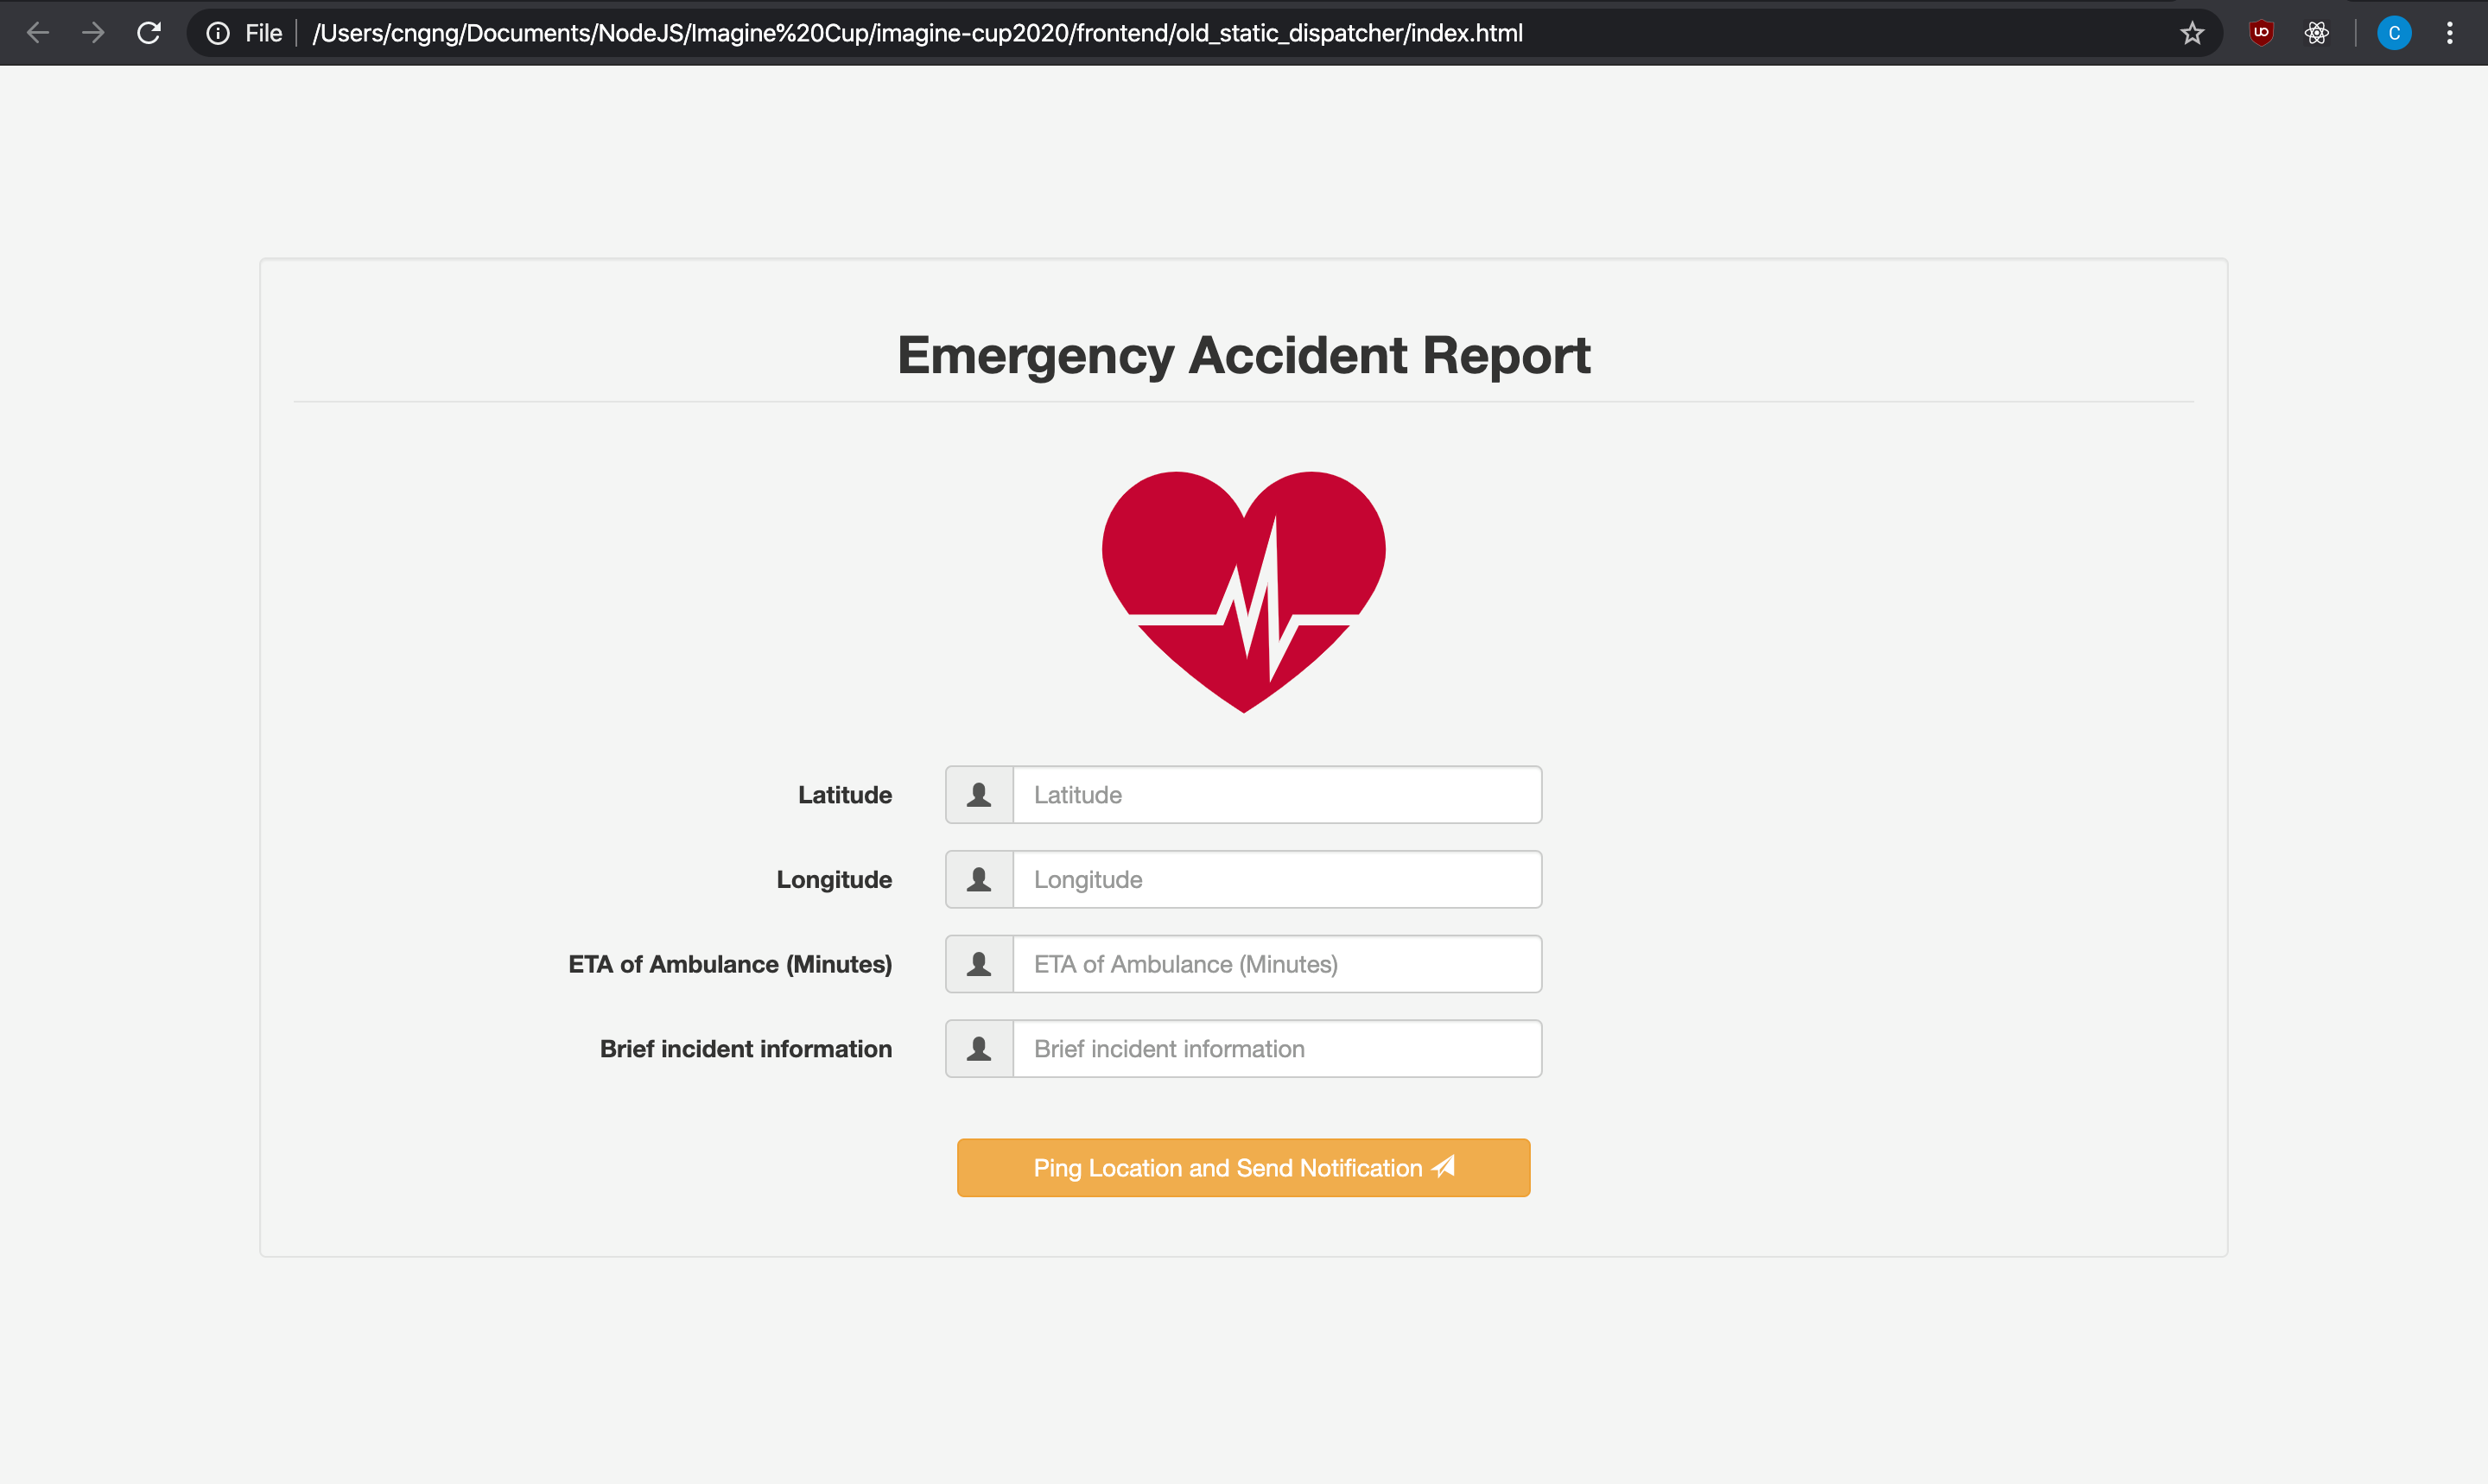 File /Users/cngng/Documents/NodeJS/Imagine%20Cup/imagine-cup2020/frontend/old_static_dispatcher/index.html
UO
C
Emergency Accident Report
Latitude Latitude
Longitude Longitude
ETA of Ambulance (Minutes) ETA of Ambulance (Minutes)
Brief incident information Brief incident information
Ping Location and Send Notification